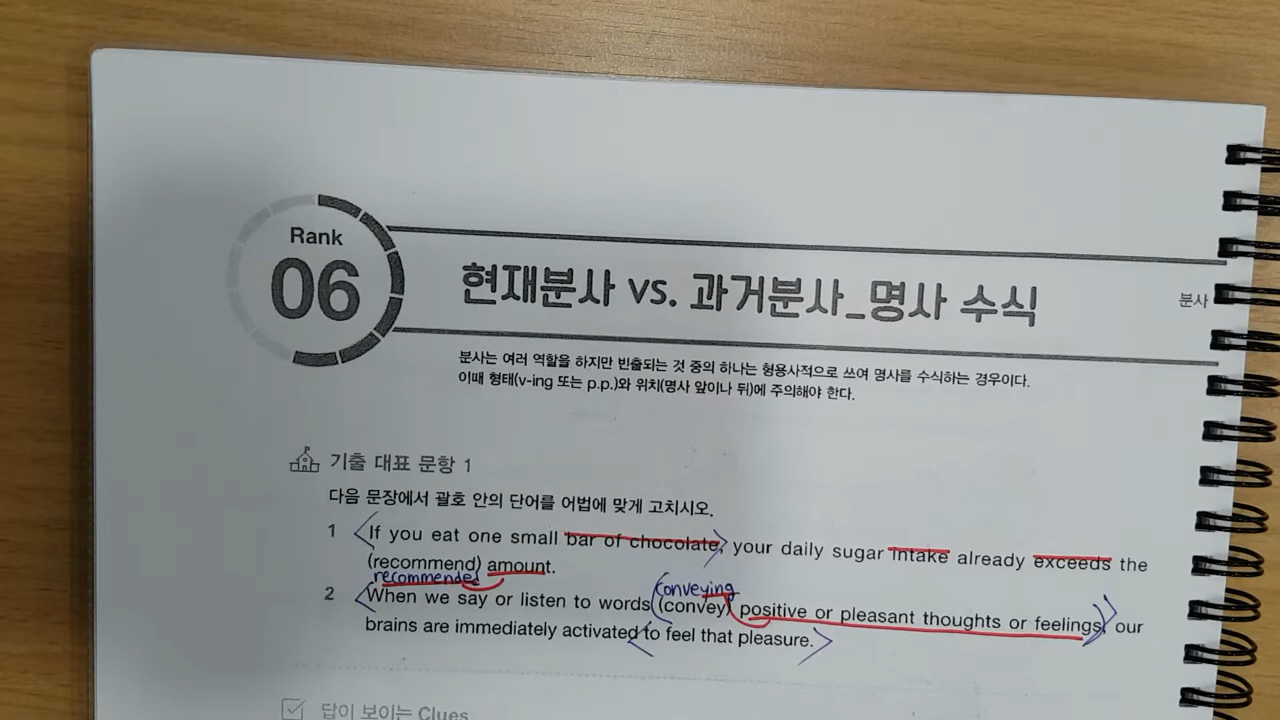 Rank
06
현재분사 vs. 과거분사_명사 수식
분사
분사는 여러 역할을 하지만 빈출되는 것 중의 하나는 형용사적으로 쓰여 명사를 수식하는 경우이다.
이때 형태(v-ing 또는 p.p.)와 위치(명사 앞이나 뒤)에 주의해야 한다.
기출 대표 문항 1
다음 문장에서 괄호 안의 단어를 어법에 맞게 고치시오.
1 If you eat one small bar of chocolate, your daily sugar intake already exceeds the
(recommend) amount.
recommended
conveying
2 When we say or listen to words (convey) positive or pleasant thoughts or feelings, our
brains are immediately activated to feel that pleasure.
답이 보이는 Clues